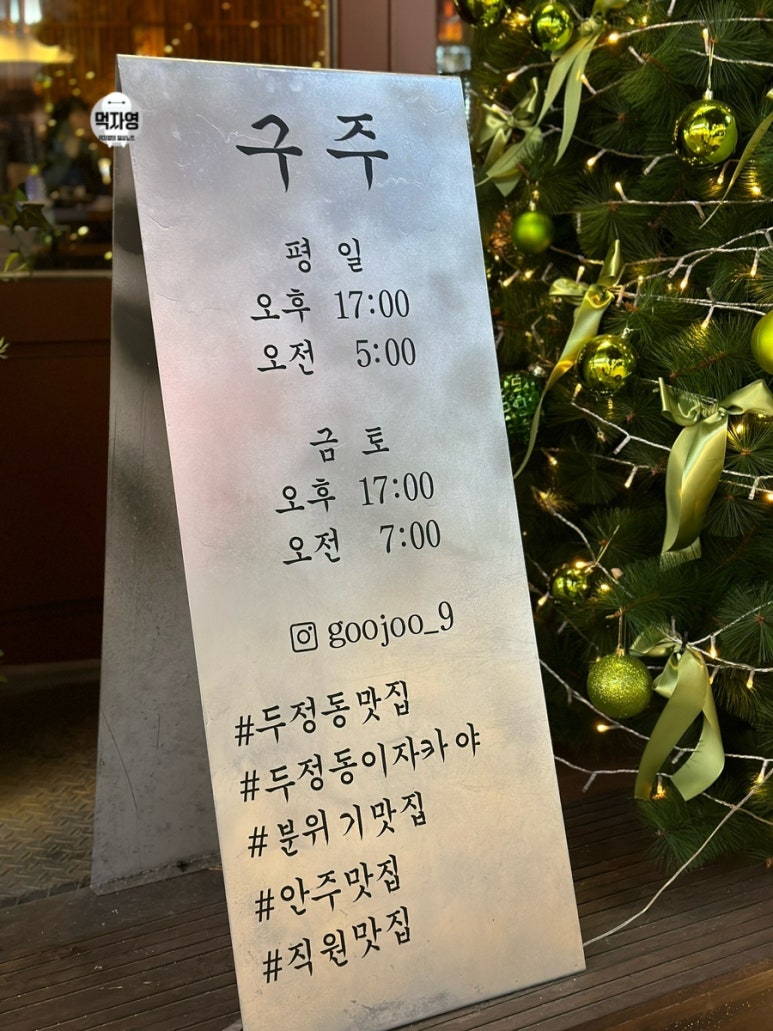 먹자영
구주
평 일
오후 17:00
오전 5:00
금 토
오후 17:00
오전 7:00
goojoo_9
#두정동맛집
#두정동이자카야
#분위기맛집
#안주맛집
#직원맛집